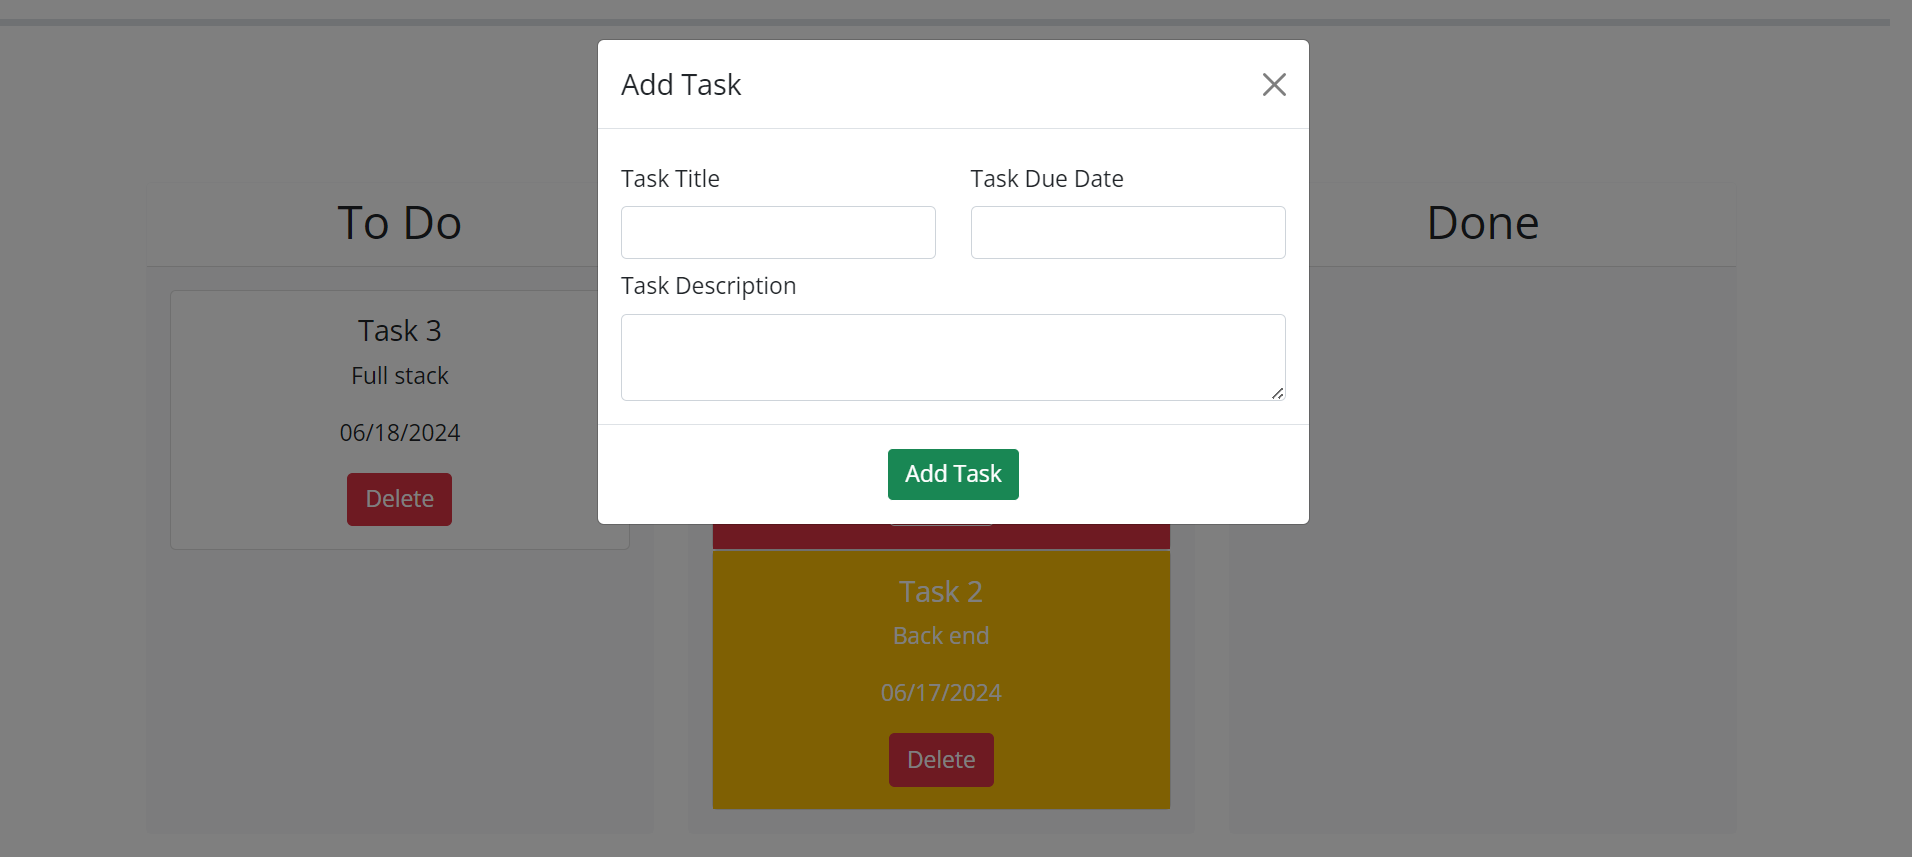 Add Task
Task Title
Task Due Date
Task Description
Add Task
To Do
Task 3
Full stack
06/18/2024
Delete
Task 2
Back end
06/17/2024
Delete
Done